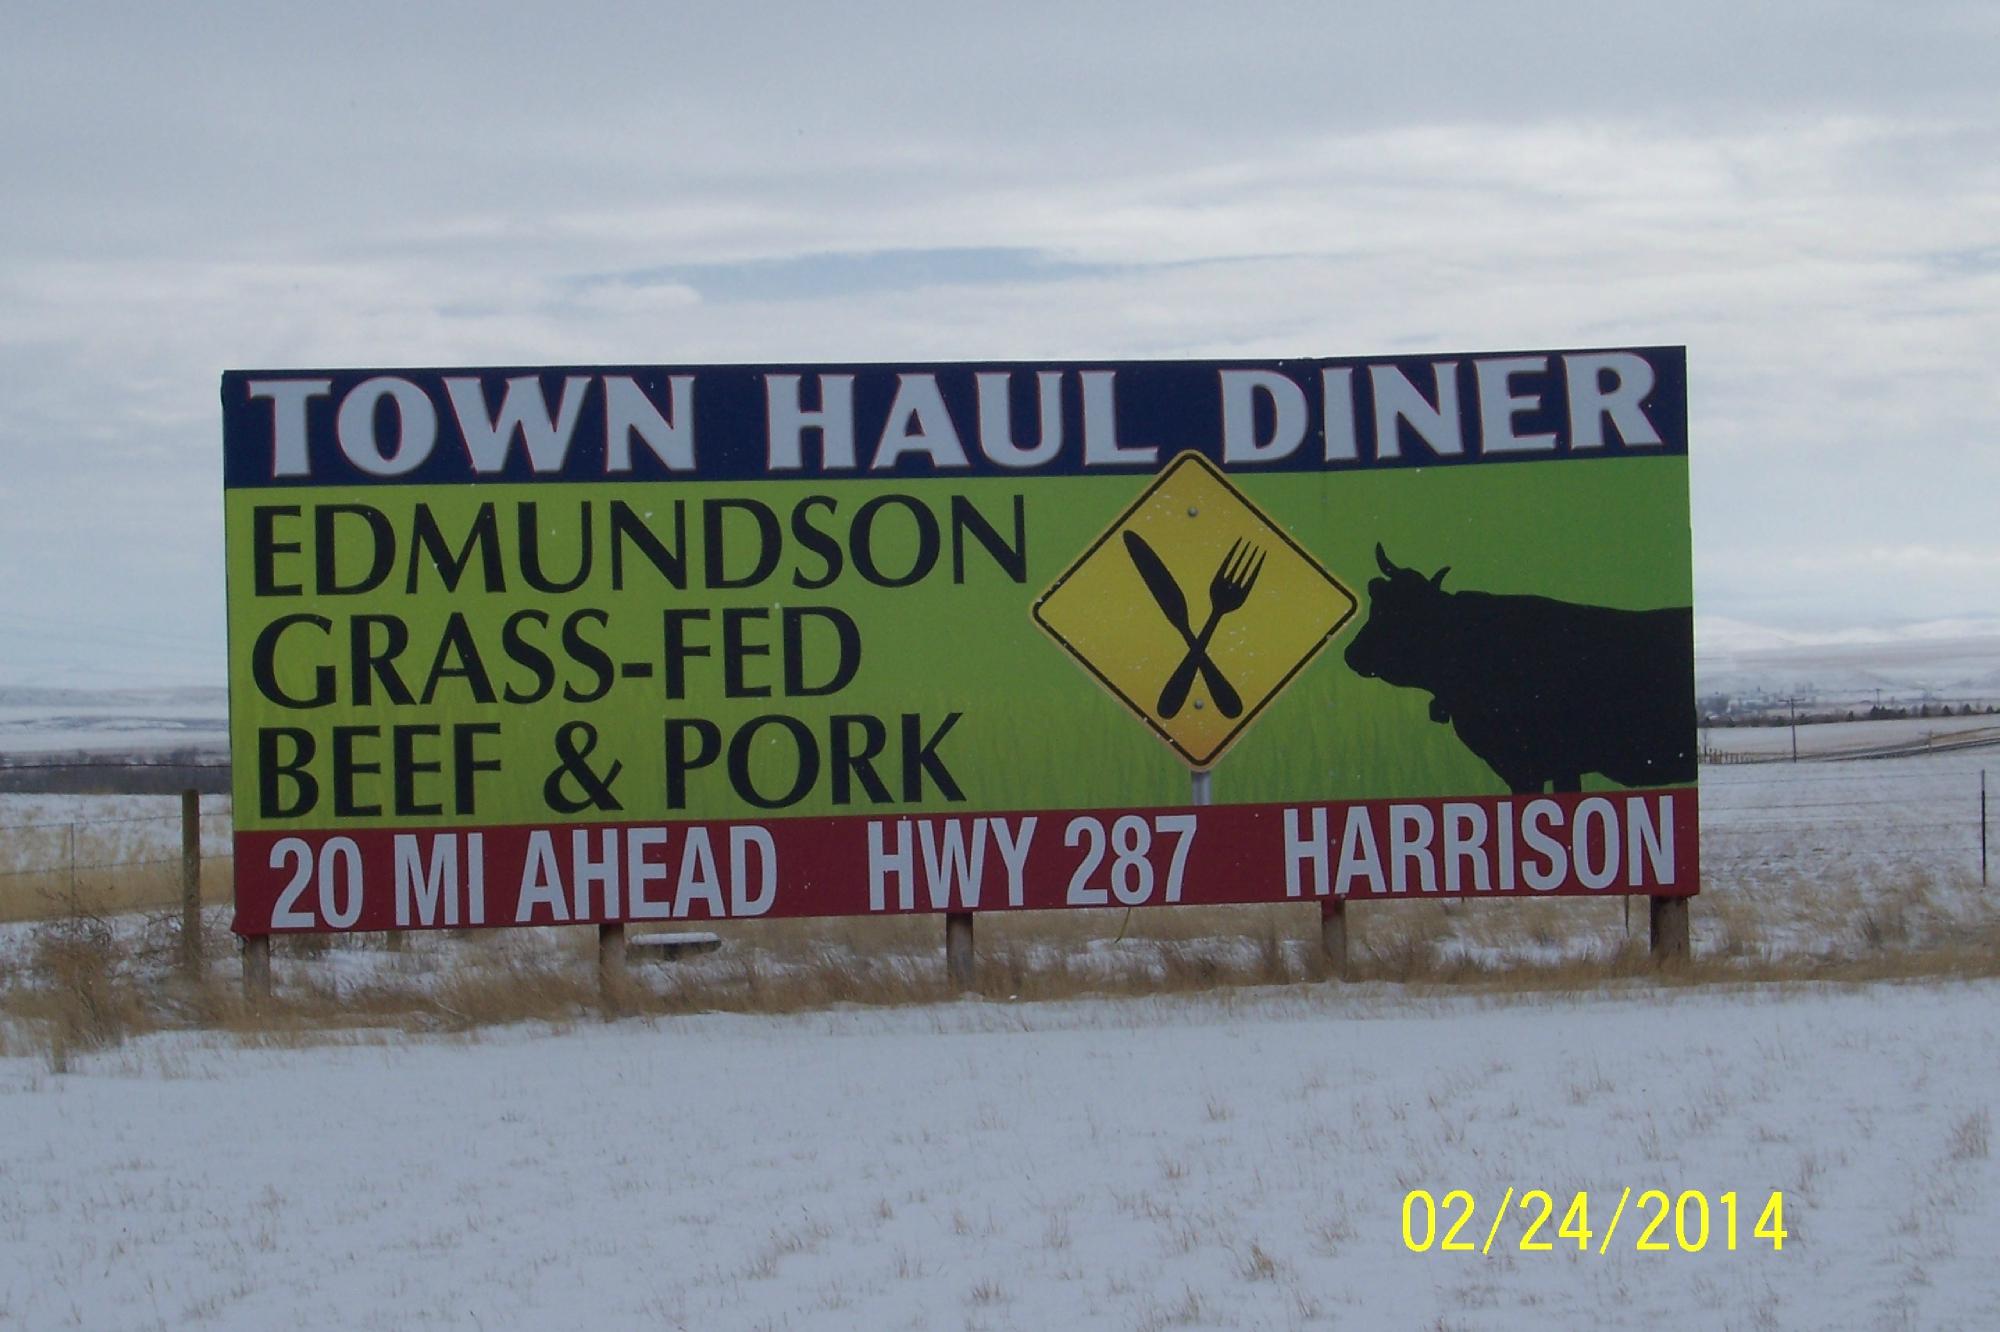 TOWN HAUL DINER
EDMUNDSON
GRASS-FED
BEEF & PORK
20 MI AHEAD HWY 287 HARRISON
02/24/2014